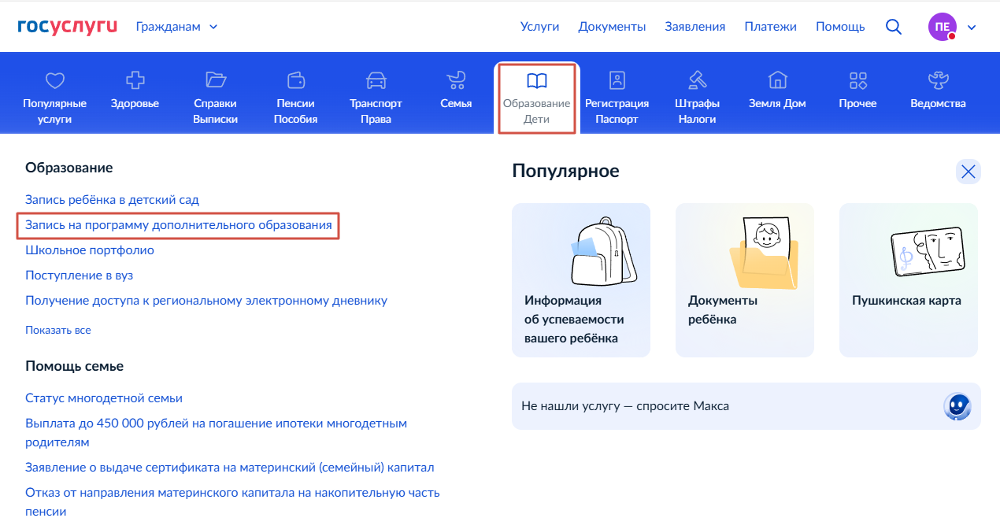 госуслуги Гражданам Услуги Документы Заявления Платежи Помощь ПЕ
Популярные услуги
Здоровье
Справки Выписки
Пенсии Пособия
Транспорт Права
Семья
Образование Дети
Регистрация Паспорт
Штрафы Налоги
Земля Дом
Прочее
Ведомства
Образование
Запись ребёнка в детский сад
Запись на программу дополнительного образования
Школьное портфолио
Поступление в вуз
Получение доступа к региональному электронному дневнику
Показать все
Помощь семье
Статус многодетной семьи
Выплата до 450 000 рублей на погашение ипотеки многодетным
родителям
Заявление о выдаче сертификата на материнский (семейный) капитал
Отказ от направления материнского капитала на накопительную часть
пенсии
Популярное
Информация
об успеваемости
вашего ребёнка
Документы
ребёнка
Пушкинская карта
Не нашли услугу — спросите Макса